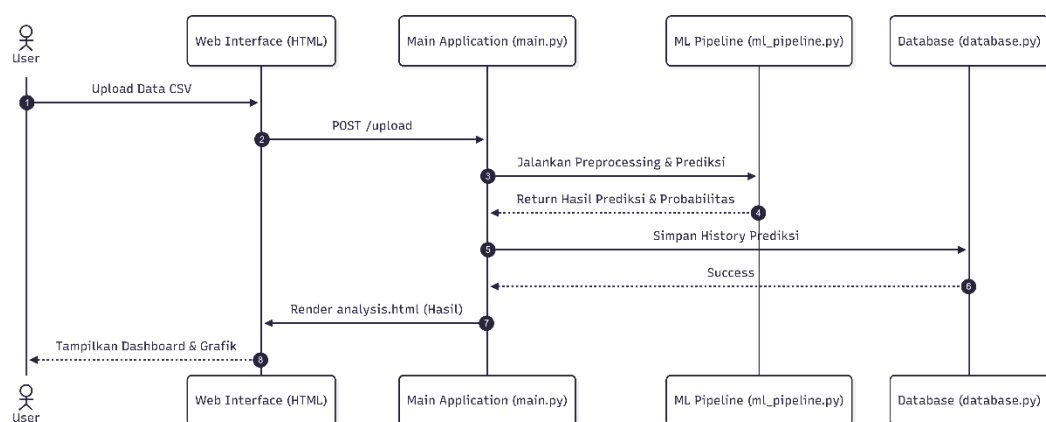 User
Web Interface (HTML)
Main Application (main.py)
ML Pipeline (ml_pipeline.py)
Database (database.py)
1
Upload Data CSV
2
POST /upload
3
Jalankan Preprocessing & Prediksi
Return Hasil Prediksi & Probabilitas
4
5
Simpan History Prediksi
Success
6
Render analysis.html (Hasil)
7
Tampilkan Dashboard & Grafik
8
User
Web Interface (HTML)
Main Application (main.py)
ML Pipeline (ml_pipeline.py)
Database (database.py)